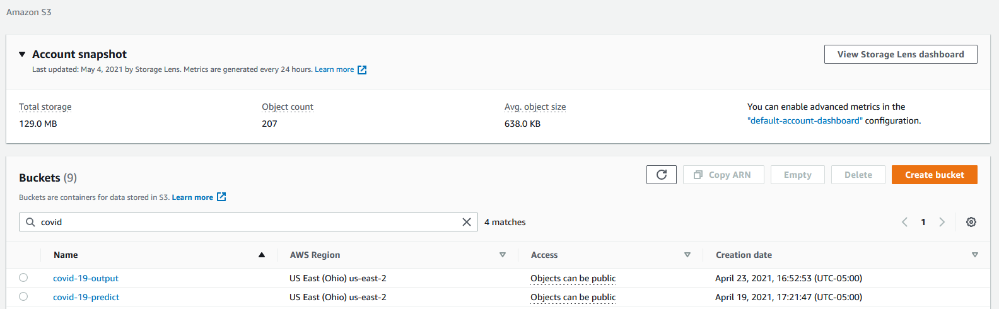 Amazon S3
Account snapshot
View Storage Lens dashboard
Last updated: May 4, 2021 by Storage Lens. Metrics are generated every 24 hours. Learn more
Total storage
Object count
Avg. object size
You can enable advanced metrics in the
129.0 MB
207
638.0 KB
"default-account-dashboard" configuration.
Buckets (9)
Copy ARN
Empty
Delete
Create bucket
Buckets are containers for data stored in S3. Learn more
covid
4 matches
1
Name
AWS Region
Access
Creation date
covid-19-output
US East (Ohio) us-east-2
Objects can be public
April 23, 2021, 16:52:53 (UTC-05:00)
covid-19-predict
US East (Ohio) us-east-2
Objects can be public
April 19, 2021, 17:21:47 (UTC-05:00)